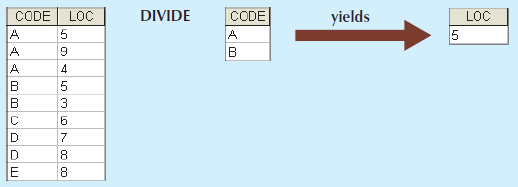 CODE LOC
A 5
A 9
A 4
B 5
B 3
C 6
D 7
D 8
E 8
DIVIDE
CODE
A
B
yields
LOC
5